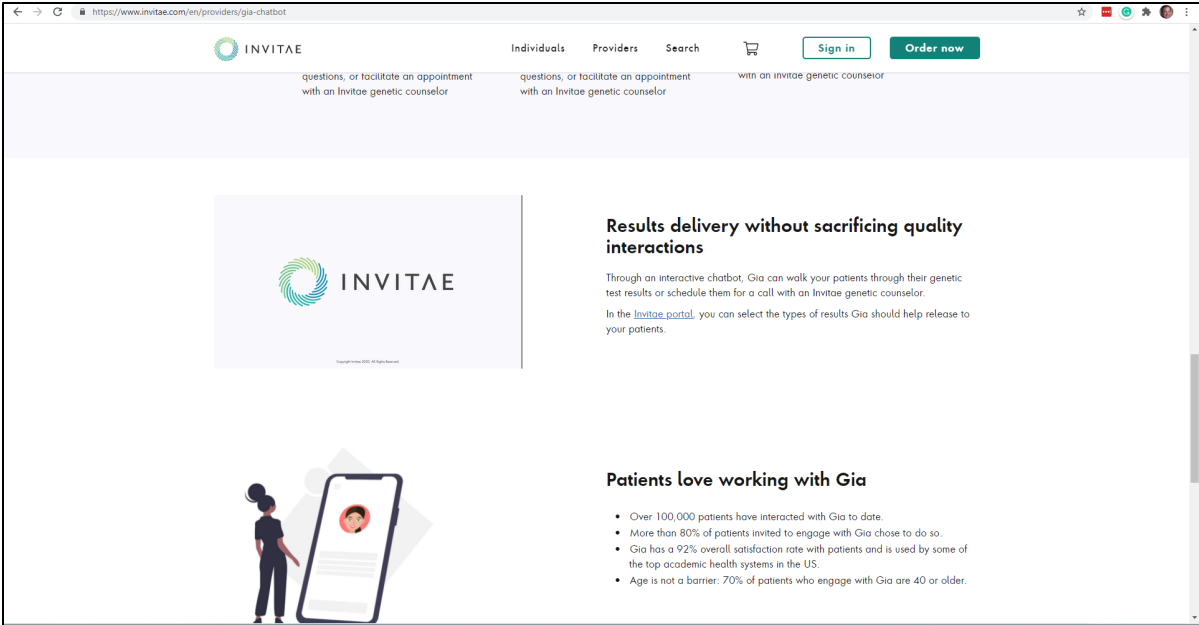 https://www.invitae.com/en/providers/gia-chatbot
INVITAE
Individuals
Providers
Search
Sign in
Order now
questions, or facilitate an appointment
with an Invitae genetic counselor
questions, or facilitate an appointment
with an Invitae genetic counselor
with an Invitae genetic counselor
INVITAE
Copyright Invitae 2020. All Rights Reserved.
Results delivery without sacrificing quality
interactions
Through an interactive chatbot, Gia can walk your patients through their genetic
test results or schedule them for a call with an Invitae genetic counselor.
In the Invitae portal, you can select the types of results Gia should help release to
your patients.
Patients love working with Gia
• Over 100,000 patients have interacted with Gia to date.
• More than 80% of patients invited to engage with Gia chose to do so.
• Gia has a 92% overall satisfaction rate with patients and is used by some of
the top academic health systems in the US.
• Age is not a barrier: 70% of patients who engage with Gia are 40 or older.